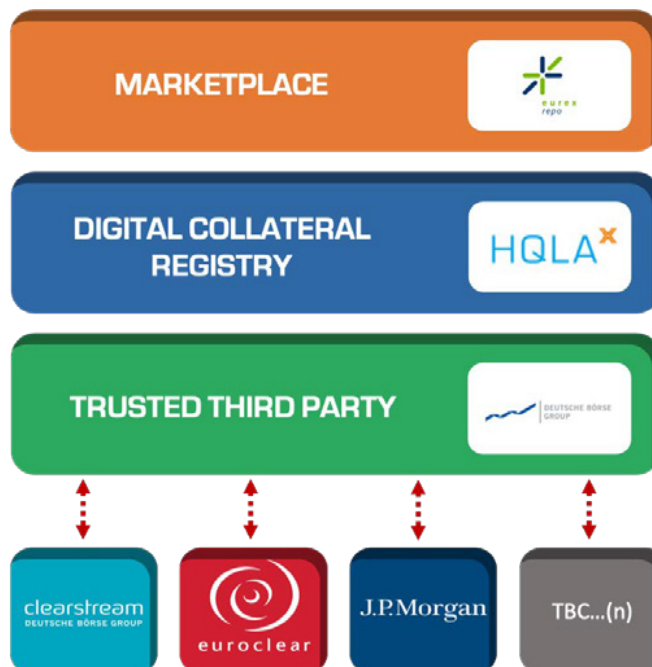 MARKETPLACE
eurex
repo
DIGITAL COLLATERAL
REGISTRY
HQLAX
TRUSTED THIRD PARTY
DEUTSCHE BÖRSE
GROUP
clearstream
DEUTSCHE BÖRSE GROUP
euroclear
J.P.Morgan
TBC...(n)